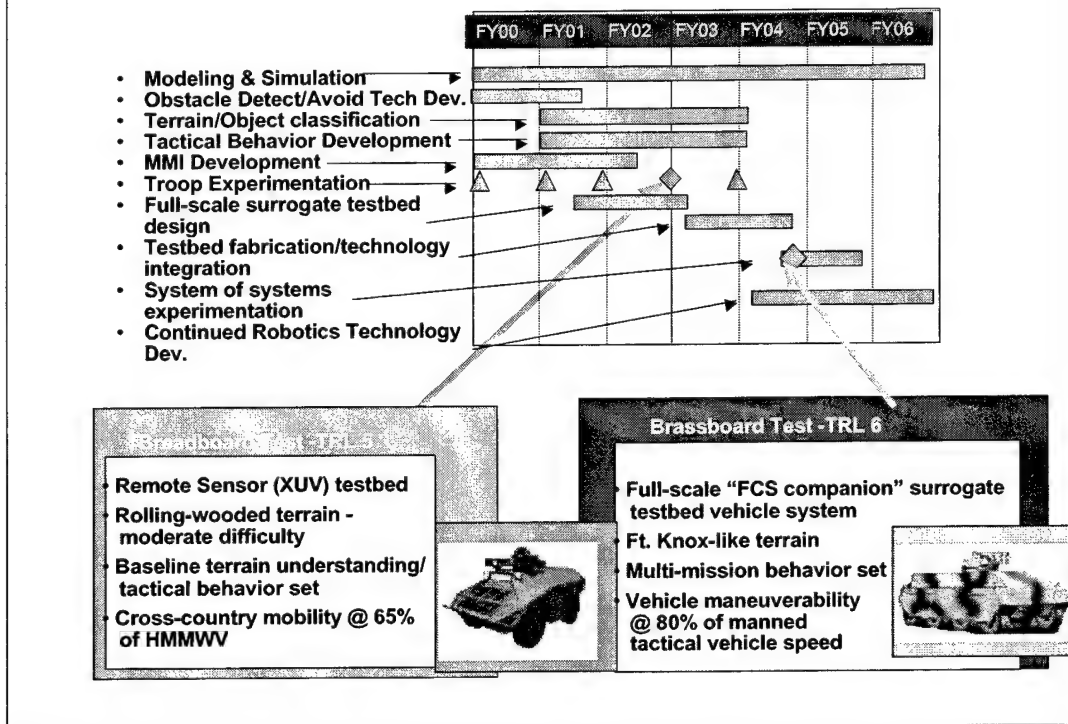 FY00 FY01 FY02 FY03 FY04 FY05 FY06
• Modeling & Simulation
• Obstacle Detect/Avoid Tech Dev.
• Terrain/Object classification
• Tactical Behavior Development
• MMI Development
• Troop Experimentation
• Full-scale surrogate testbed
design
• Testbed fabrication/technology
integration
• System of systems
experimentation
• Continued Robotics Technology
Dev.
Breadboard Test -TRL 5
• Remote Sensor (XUV) testbed
• Rolling-wooded terrain -
moderate difficulty
• Baseline terrain understanding/
tactical behavior set
• Cross-country mobility @ 65%
of HMMWV
Brassboard Test -TRL 6
• Full-scale “FCS companion” surrogate
testbed vehicle system
• Ft. Knox-like terrain
• Multi-mission behavior set
• Vehicle maneuverability
@ 80% of manned
tactical vehicle speed